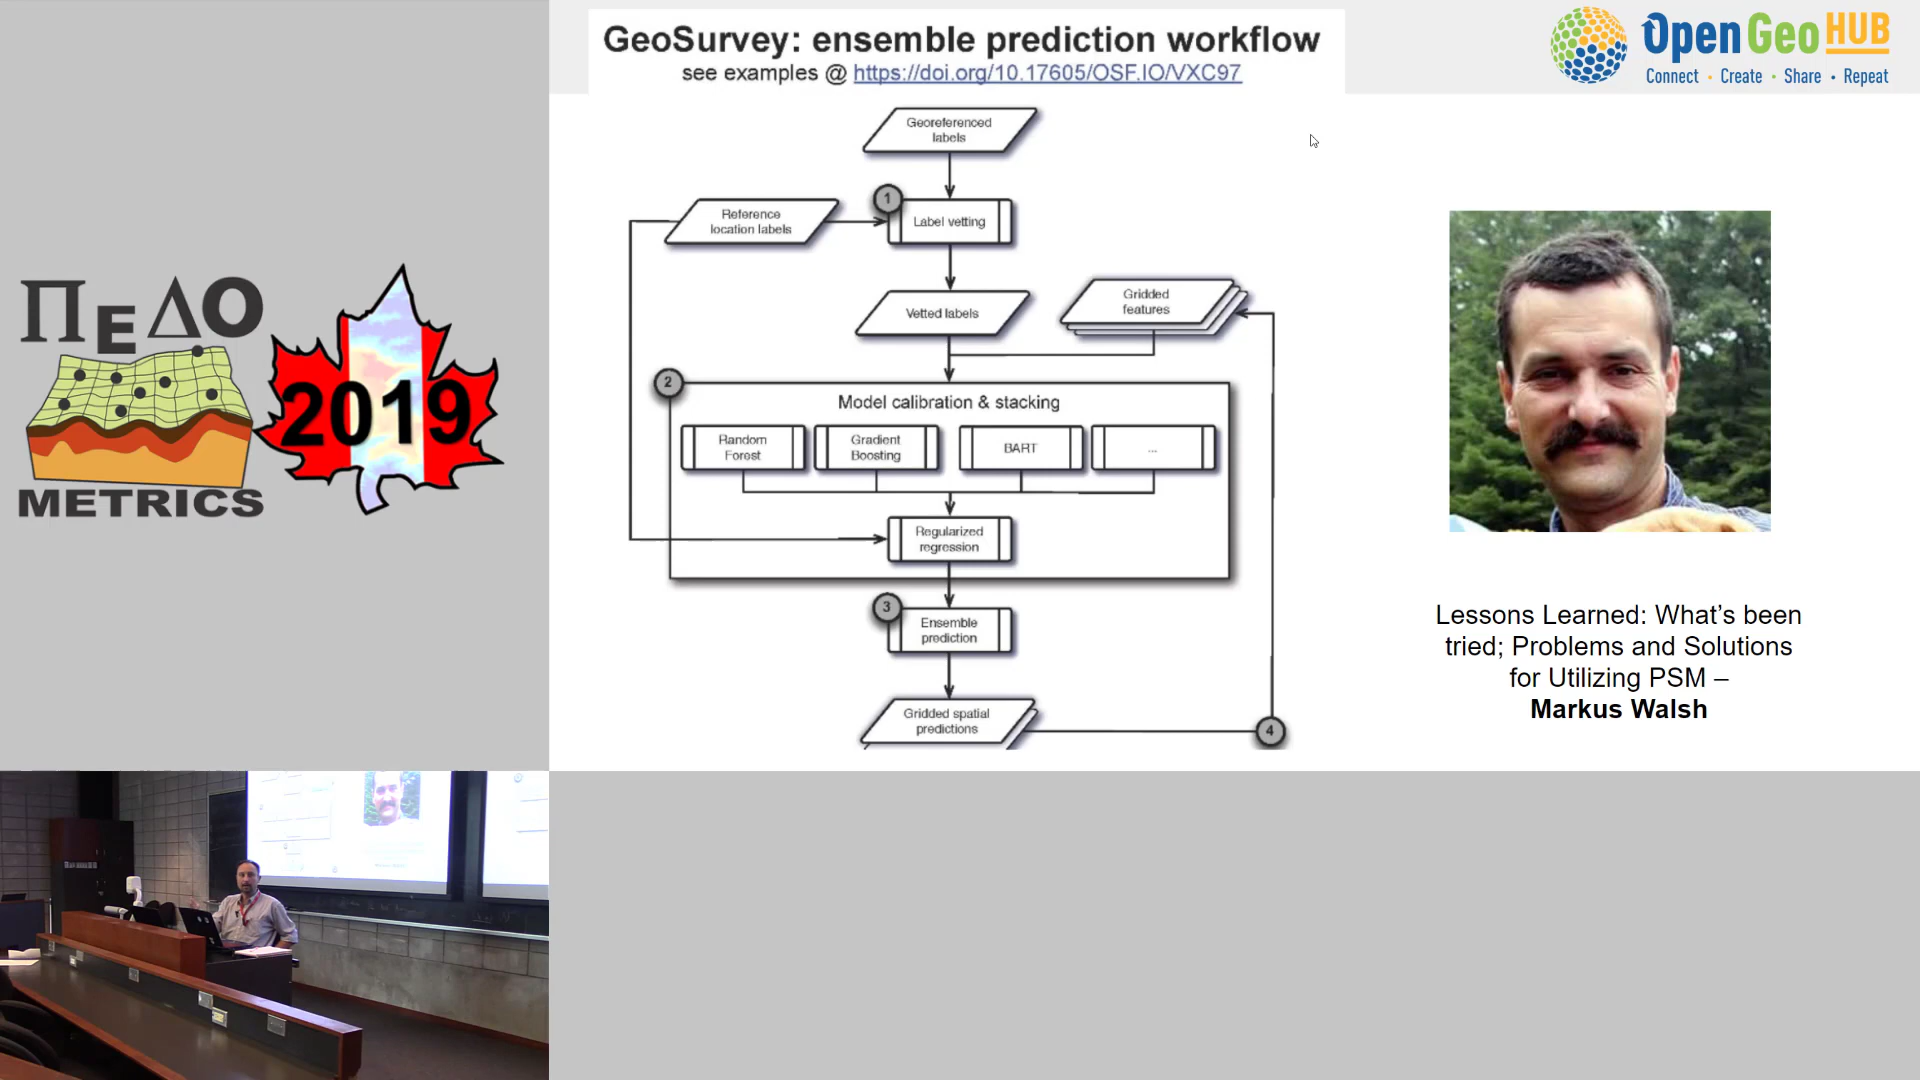 GeoSurvey: ensemble prediction workflow
see examples @ https://doi.org/10.17605/OSF.IO/VXC97
Open Geo HUB
Connect · Create · Share · Repeat
Georeferenced
labels
1
Reference
location labels
Label vetting
Vetted labels
Gridded
features
2
Model calibration & stacking
Random
Forest
Gradient
Boosting
BART
...
Regularized
regression
3
Ensemble
prediction
Gridded spatial
predictions
4
ΠΕΔΟ
METRICS
2019
Lessons Learned: What’s been
tried; Problems and Solutions
for Utilizing PSM –
Markus Walsh